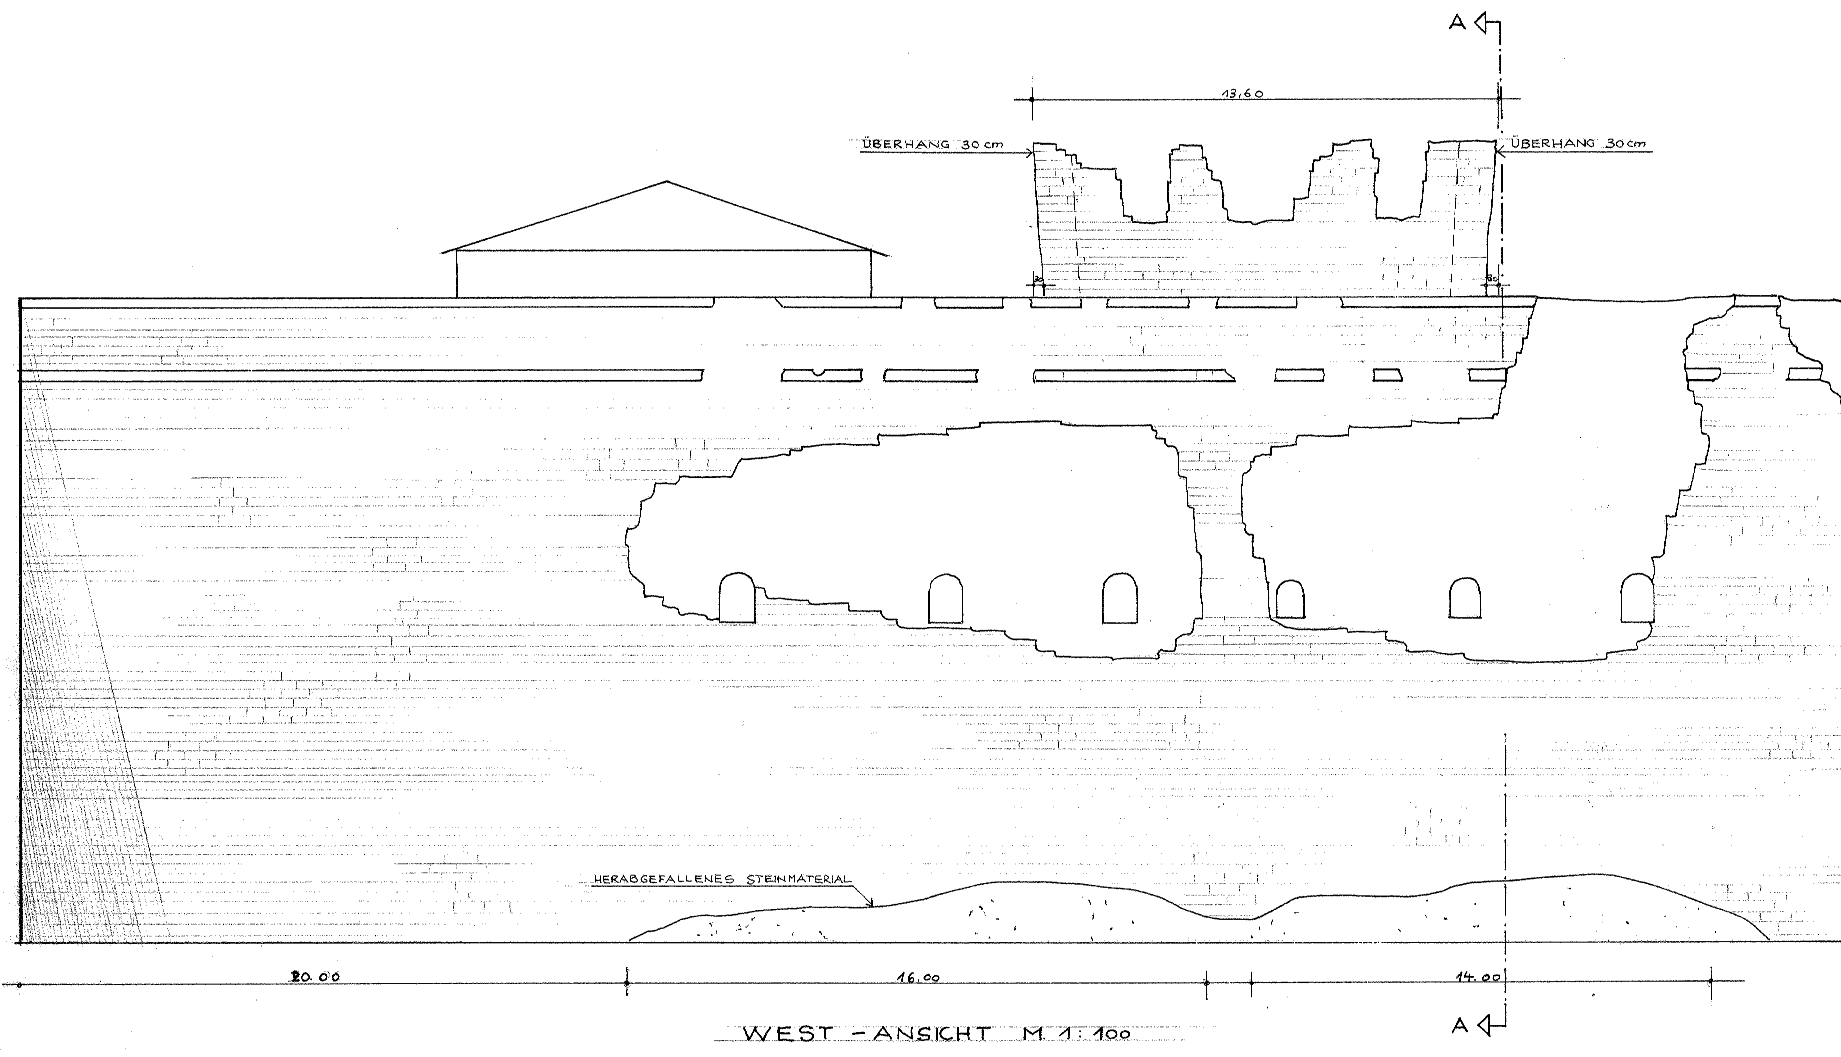 A
13,60
ÜBERHANG 30 cm
ÜBERHANG 30 cm
30
HERABGEFALLENES STEINMATERIAL
20.00
16,00
14.00
WEST - ANSICHT M 1:100
A